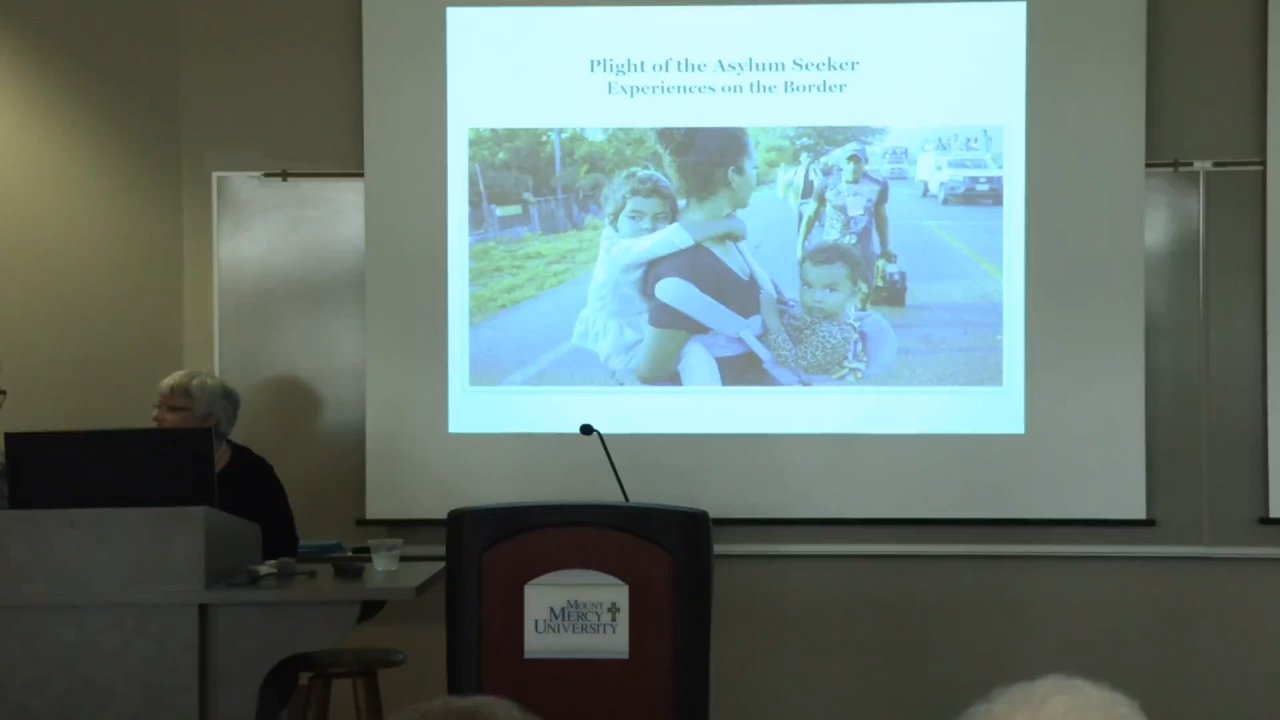 Plight of the Asylum Seeker
Experiences on the Border
MOUNT
MERCY
UNIVERSITY